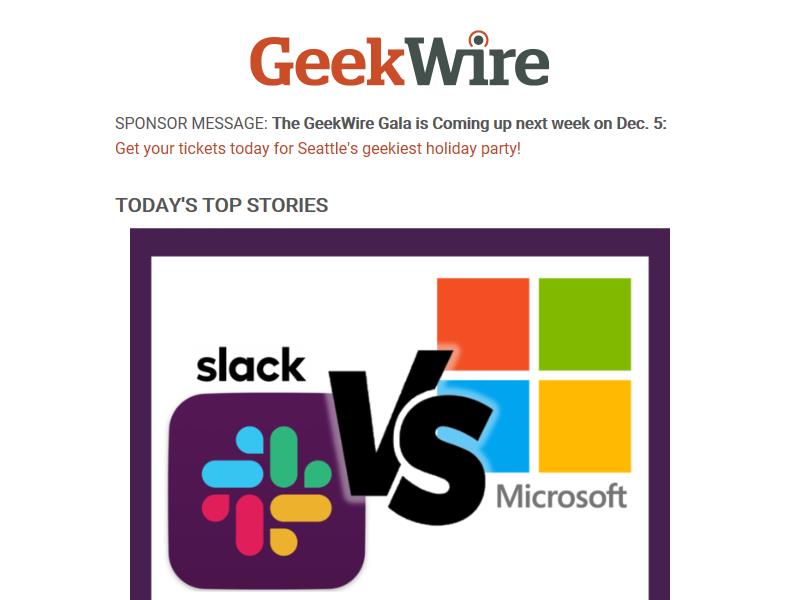 GeekWire
SPONSOR MESSAGE: The GeekWire Gala is Coming up next week on Dec. 5:
Get your tickets today for Seattle's geekiest holiday party!
TODAY'S TOP STORIES
slack
VS
Microsoft